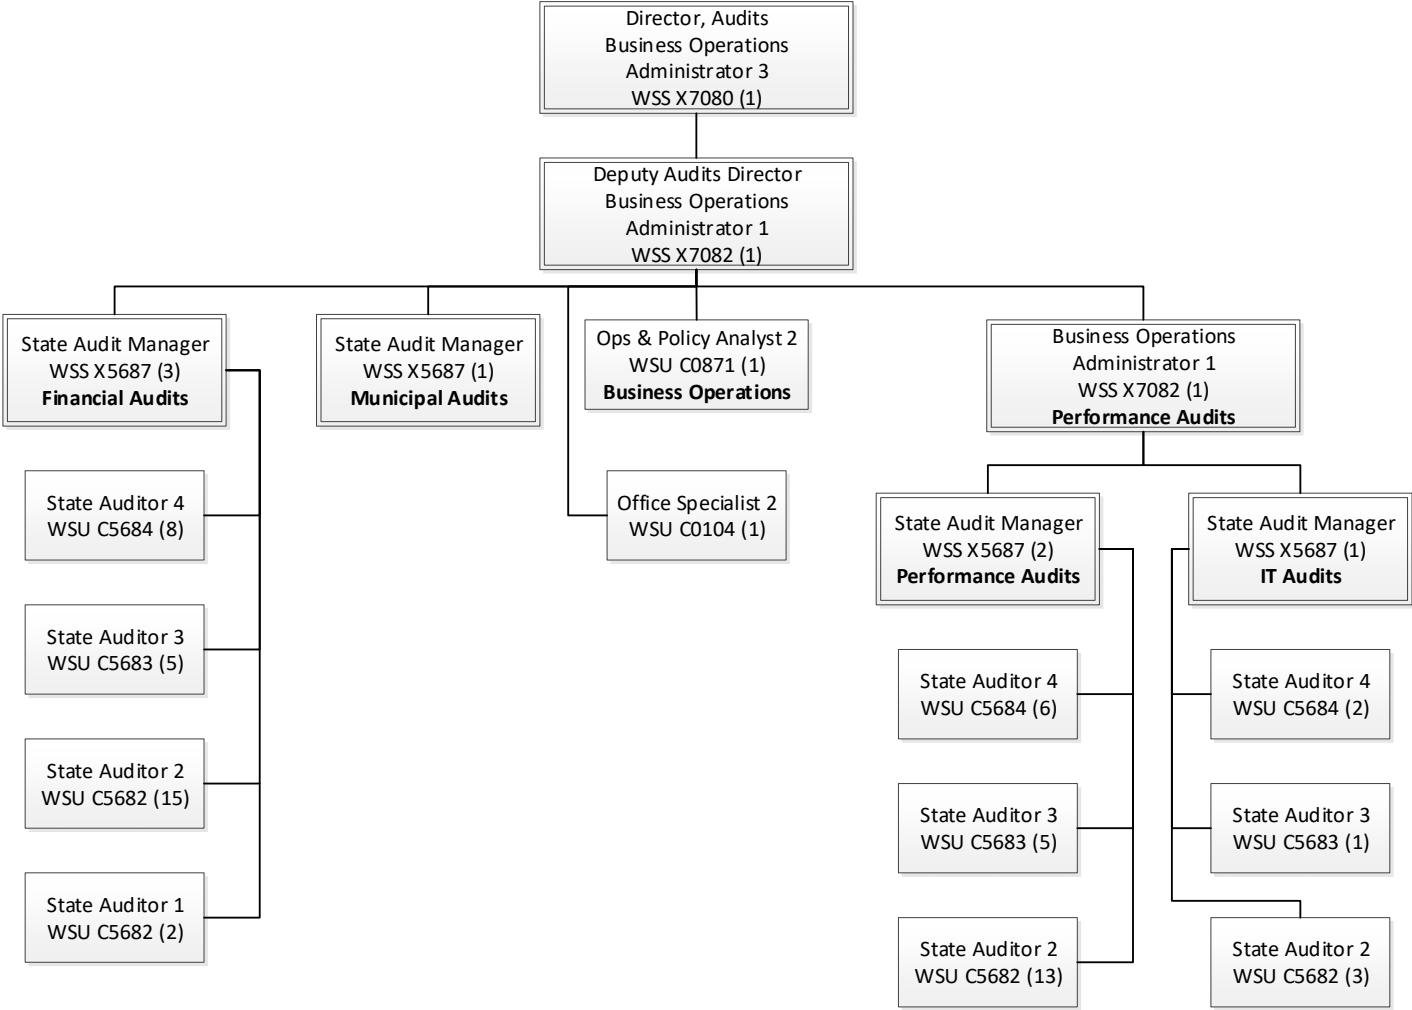 Director, Audits
Business Operations
Administrator 3
WSS X7080 (1)
Deputy Audits Director
Business Operations
Administrator 1
WSS X7082 (1)
State Audit Manager
WSS X5687 (3)
Financial Audits
State Audit Manager
WSS X5687 (1)
Municipal Audits
Ops & Policy Analyst 2
WSU C0871 (1)
Business Operations
Business Operations
Administrator 1
WSS X7082 (1)
Performance Audits
State Auditor 4
WSU C5684 (8)
Office Specialist 2
WSU C0104 (1)
State Audit Manager
WSS X5687 (2)
Performance Audits
State Audit Manager
WSS X5687 (1)
IT Audits
State Auditor 3
WSU C5683 (5)
State Auditor 4
WSU C5684 (6)
State Auditor 4
WSU C5684 (2)
State Auditor 2
WSU C5682 (15)
State Auditor 3
WSU C5683 (5)
State Auditor 3
WSU C5683 (1)
State Auditor 1
WSU C5682 (2)
State Auditor 2
WSU C5682 (13)
State Auditor 2
WSU C5682 (3)